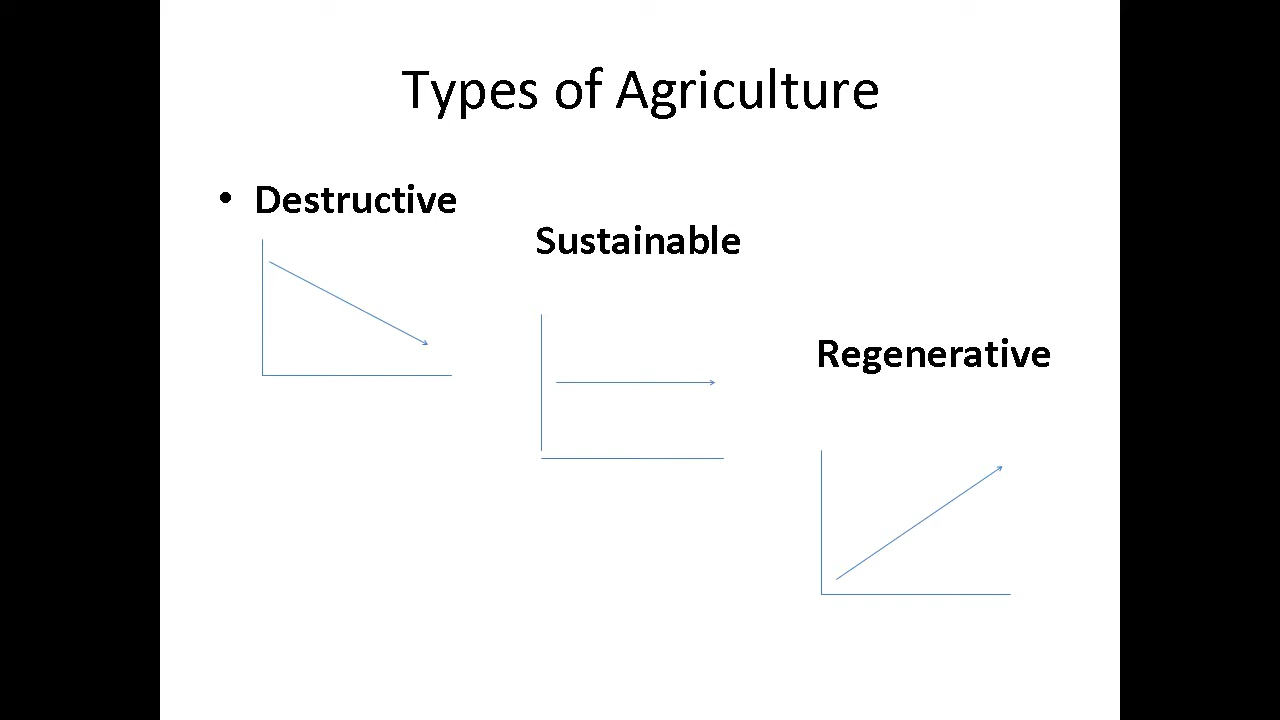 Types of Agriculture
• Destructive
Sustainable
Regenerative